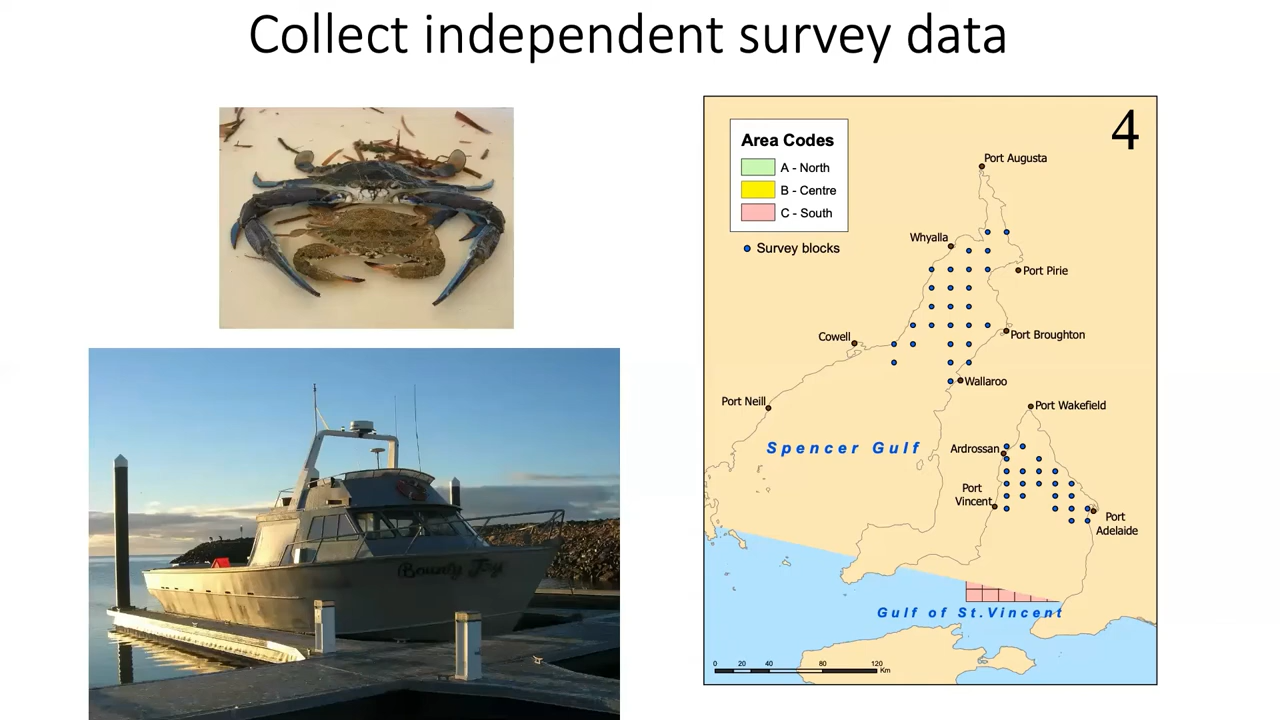 Collect independent survey data
Bounty Joy
4
Area Codes
A - North
B - Centre
C - South
Survey blocks
Port Augusta
Whyalla
Port Pirie
Cowell
Port Broughton
Wallaroo
Port Neill
Port Wakefield
Spencer Gulf
Ardrossan
Port
Vincent
Port
Adelaide
Gulf of St.Vincent
0 20 40 80 120
Km